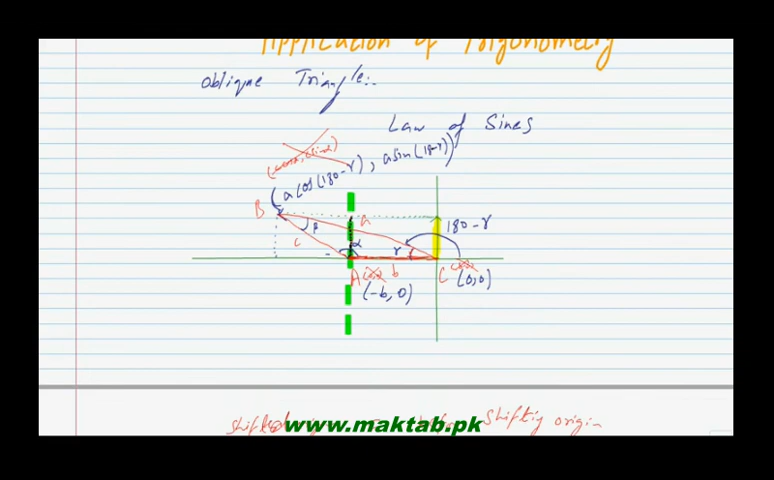 Application of Trigonometry
Oblique Triangle:-
Law of Sines
(a cos(180-γ), a sin(180-γ))
B
a
180-γ
β
c
α
γ
A
b
C
(0,0)
(-b, 0)
shifting origin
www.maktab.pk